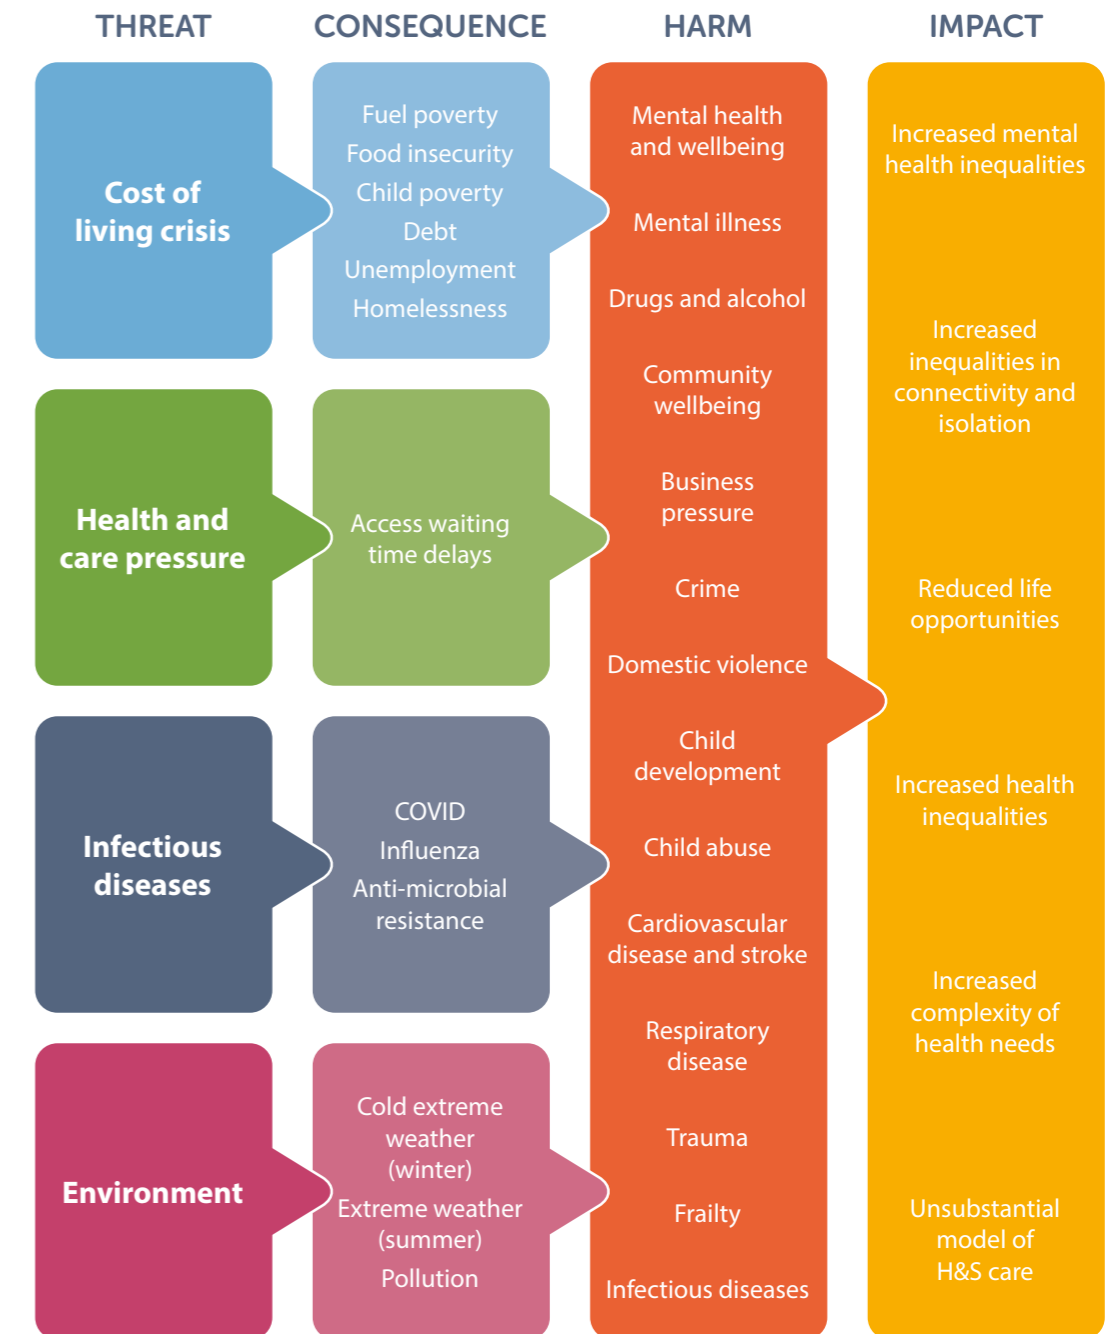 THREAT
CONSEQUENCE
HARM
IMPACT
Cost of
living crisis
Fuel poverty
Food insecurity
Child poverty
Debt
Unemployment
Homelessness
Health and
care pressure
Access waiting
time delays
Infectious
diseases
COVID
Influenza
Anti-microbial
resistance
Environment
Cold extreme
weather
(winter)
Extreme weather
(summer)
Pollution
Mental health
and wellbeing
Mental illness
Drugs and alcohol
Community
wellbeing
Business
pressure
Crime
Domestic violence
Child
development
Child abuse
Cardiovascular
disease and stroke
Respiratory
disease
Trauma
Frailty
Infectious diseases
Increased mental
health inequalities
Increased
inequalities in
connectivity and
isolation
Reduced life
opportunities
Increased health
inequalities
Increased
complexity of
health needs
Unsubstantial
model of
H&S care